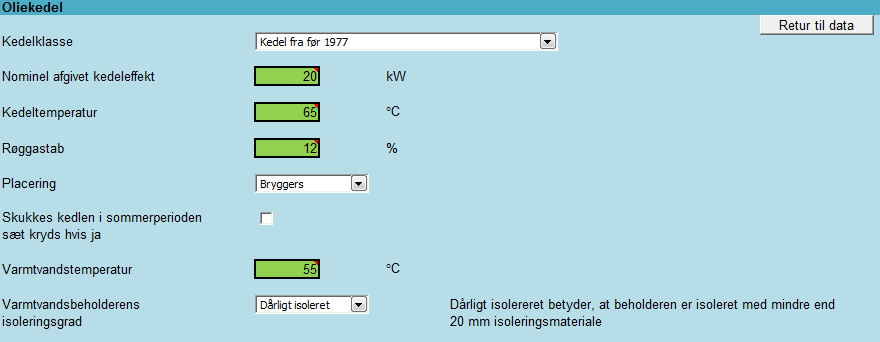 Oliekedel
Retur til data
Kedelklasse Kedel fra før 1977
Nominel afgivet kedeleffekt 20 kW
Kedeltemperatur 65 °C
Røggastab 12 %
Placering Bryggers
Skukkes kedlen i sommerperioden
sæt kryds hvis ja
Varmtvandstemperatur 55 °C
Varmtvandsbeholderens Dårligt isoleret Dårligt isolereret betyder, at beholderen er isoleret med mindre end
isoleringsgrad 20 mm isoleringsmateriale